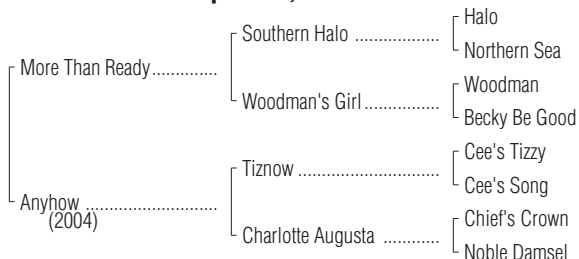 Halo
Southern Halo ..................
Northern Sea
More Than Ready.............
Woodman
Woodman's Girl................
Becky Be Good
Cee's Tizzy
Tiznow ..............................
Cee's Song
Anyhow ..........................
(2004)
Chief's Crown
Charlotte Augusta ............
Noble Damsel